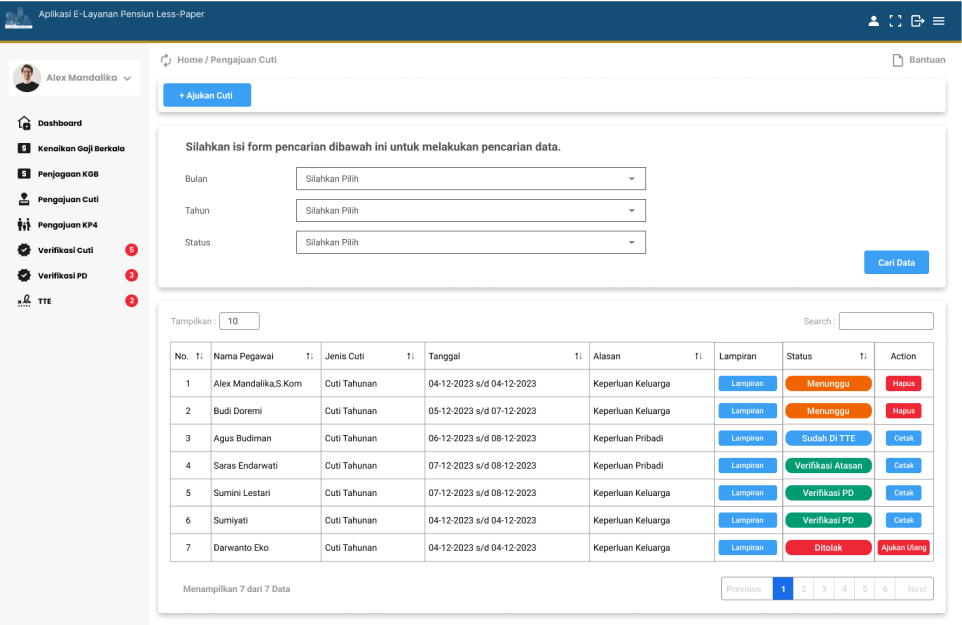 Aplikasi E-Layanan Pensiun Less-Paper
Alex Mandalika
Dashboard
Kenaikan Gaji Berkala
Penjagaan KGB
Pengajuan Cuti
Pengajuan KP4
Verifikasi Cuti 5
Verifikasi PD 3
TTE 2
Home / Pengajuan Cuti Bantuan
+ Ajukan Cuti
Silahkan isi form pencarian dibawah ini untuk melakukan pencarian data.
Bulan Silahkan Pilih
Tahun Silahkan Pilih
Status Silahkan Pilih
Cari Data
Tampilkan : 10 Search :
No. Nama Pegawai Jenis Cuti Tanggal Alasan Lampiran Status Action
1 Alex Mandalika,S.Kom Cuti Tahunan 04-12-2023 s/d 04-12-2023 Keperluan Keluarga Lampiran Menunggu Hapus
2 Budi Doremi Cuti Tahunan 05-12-2023 s/d 07-12-2023 Keperluan Keluarga Lampiran Menunggu Hapus
3 Agus Budiman Cuti Tahunan 06-12-2023 s/d 08-12-2023 Keperluan Pribadi Lampiran Sudah Di TTE Cetak
4 Saras Endarwati Cuti Tahunan 07-12-2023 s/d 08-12-2023 Keperluan Pribadi Lampiran Verifikasi Atasan Cetak
5 Sumini Lestari Cuti Tahunan 07-12-2023 s/d 08-12-2023 Keperluan Keluarga Lampiran Verifikasi PD Cetak
6 Sumiyati Cuti Tahunan 04-12-2023 s/d 04-12-2023 Keperluan Keluarga Lampiran Verifikasi PD Cetak
7 Darwanto Eko Cuti Tahunan 04-12-2023 s/d 04-12-2023 Keperluan Keluarga Lampiran Ditolak Ajukan Ulang
Menampilkan 7 dari 7 Data Previous 1 2 3 4 5 6 Next